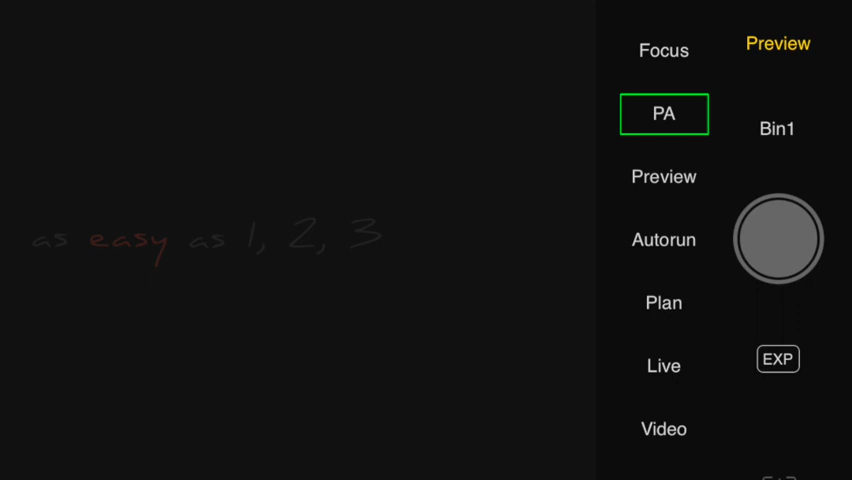 Focus
PA
Preview
Autorun
Plan
Live
Video
Preview
Bin1
EXP
as easy as 1, 2, 3